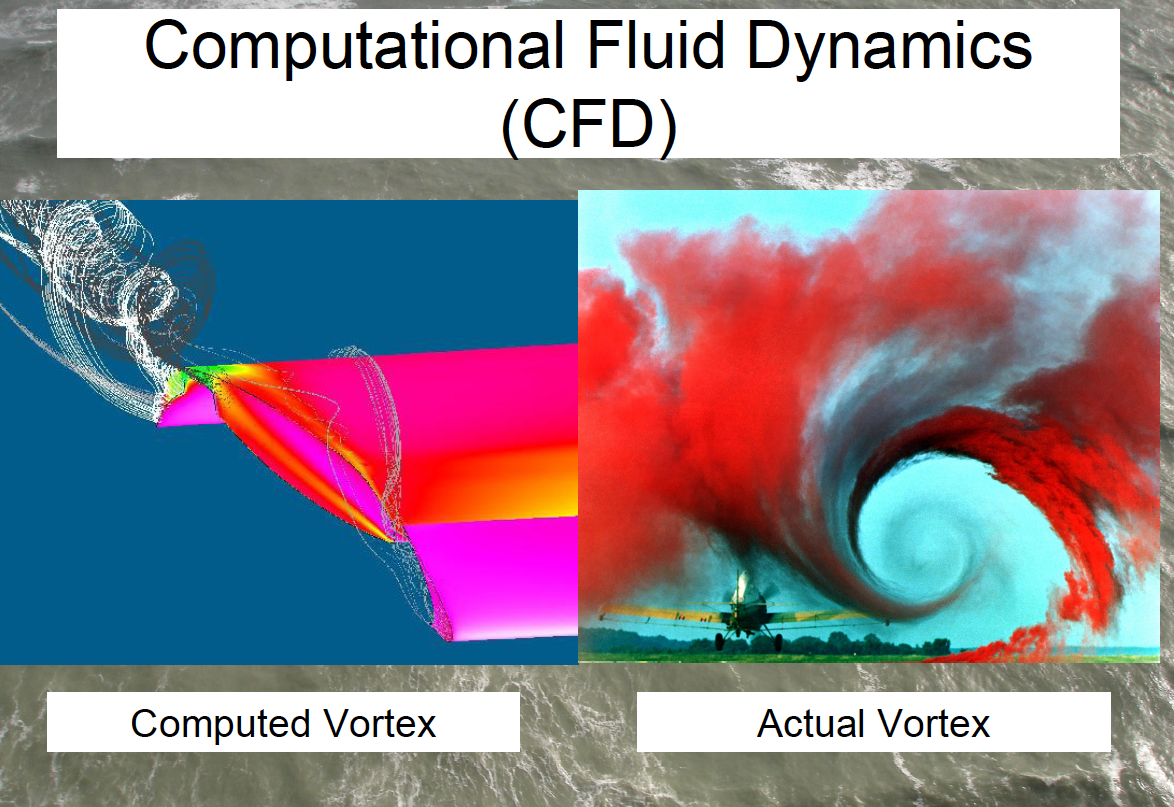 Computational Fluid Dynamics
(CFD)
Computed Vortex
Actual Vortex